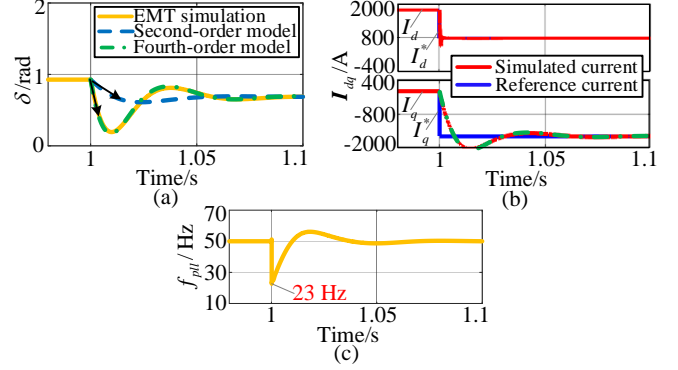 EMT simulation
Second-order model
Fourth-order model
δ/rad
2
1
0
1
1.05
1.1
Time/s
(a)
I_dq/A
2000
800
-400
I_d
I_d^*
400
-800
-2000
I_q
I_q^*
Simulated current
Reference current
1
1.05
1.1
Time/s
(b)
f_pll / Hz
70
50
30
10
23 Hz
1
1.05
1.1
Time/s
(c)